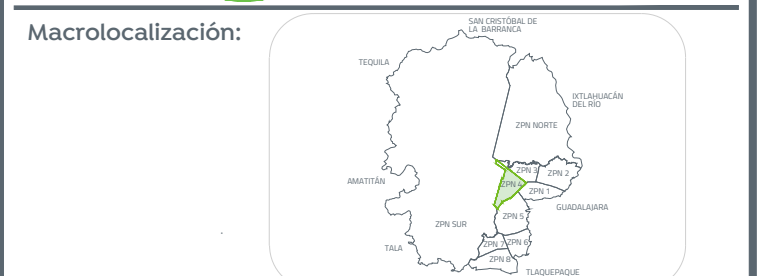 Macrolocalización:
SAN CRISTÓBAL DE
LA BARRANCA
TEQUILA
IXTLAHUACÁN
DEL RÍO
ZPN NORTE
ZPN 3
ZPN 2
AMATITÁN
ZPN 4
ZPN 1
GUADALAJARA
ZPN 5
ZPN SUR
TALA
ZPN 7
ZPN 6
ZPN 8
TLAQUEPAQUE